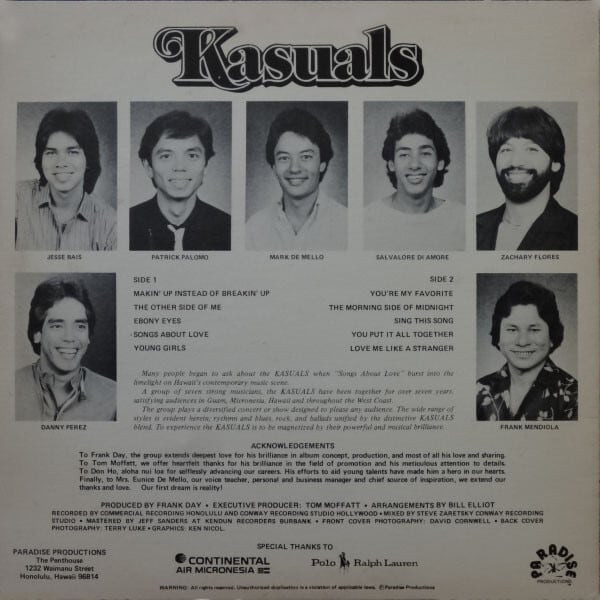 Kasuals
JESSE BAIS
PATRICK PALOMO
MARK DE MELLO
SALVALORE DI AMORE
ZACHARY FLORES
SIDE 1
MAKIN' UP INSTEAD OF BREAKIN' UP
THE OTHER SIDE OF ME
EBONY EYES
SONGS ABOUT LOVE
YOUNG GIRLS
SIDE 2
YOU'RE MY FAVORITE
THE MORNING SIDE OF MIDNIGHT
SING THIS SONG
YOU PUT IT ALL TOGETHER
LOVE ME LIKE A STRANGER
DANNY PEREZ
FRANK MENDIOLA
Many people began to ask about the KASUALS when "Songs About Love" burst into the
limelight on Hawaii's contemporary music scene.
A group of seven strong musicians, the KASUALS have been together for over seven years,
satisfying audiences in Guam, Micronesia, Hawaii and throughout the West Coast.
The group plays a diversified concert or show designed to please any audience. The wide range of
styles is evident herein, rythms and blues, rock, and ballads unified by the distinctive KASUALS
blend. To experience the KASUALS is to be magnetized by their powerful and musical brilliance.
ACKNOWLEDGEMENTS
To Frank Day, the group extends deepest love for his brilliance in album concept, production, and most of all his love and sharing.
To Tom Moffatt, we offer heartfelt thanks for his brilliance in the field of promotion and his meticulous attention to details.
To Don Ho, aloha nui loa for selflessly advancing our careers. His efforts to aid young talents have made him a hero in our hearts.
Finally, to Mrs. Eunice De Mello, our voice teacher, personal and business manager and chief source of inspiration, we extend our
thanks and love. Our first dream is reality!
PRODUCED BY FRANK DAY • EXECUTIVE PRODUCER: TOM MOFFATT • ARRANGEMENTS BY BILL ELLIOT
RECORDED BY COMMERCIAL RECORDING HONOLULU AND CONWAY RECORDING STUDIO HOLLYWOOD • MIXED BY STEVE ZARETSKY CONWAY RECORDING
STUDIO • MASTERED BY JEFF SANDERS AT KENDUN RECORDERS BURBANK • FRONT COVER PHOTOGRAPHY: DAVID CORNWELL • BACK COVER
PHOTOGRAPHY: TERRY LUKE • GRAPHICS: KEN NICOL.
PARADISE PRODUCTIONS
The Penthouse
1232 Waimanu Street
Honolulu, Hawaii 96814
SPECIAL THANKS TO
CONTINENTAL
AIR MICRONESIA
Polo Ralph Lauren
PARADISE
PRODUCTIONS
WARNING: All rights reserved. Unauthorized duplication is a violation of applicable laws. ©Paradise Productions